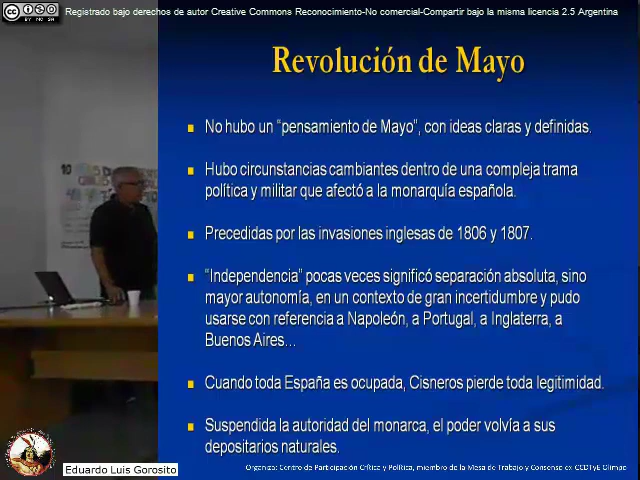 Registrado bajo derechos de autor Creative Commons Reconocimiento-No comercial-Compartir bajo la misma licencia 2.5 Argentina
cc
BY NC SA
Revolución de Mayo
No hubo un “pensamiento de Mayo”, con ideas claras y definidas.
Hubo circunstancias cambiantes dentro de una compleja trama
política y militar que afectó a la monarquía española.
Precedidas por las invasiones inglesas de 1806 y 1807.
“Independencia” pocas veces significó separación absoluta, sino
mayor autonomía, en un contexto de gran incertidumbre y pudo
usarse con referencia a Napoleón, a Portugal, a Inglaterra, a
Buenos Aires…
Cuando toda España es ocupada, Cisneros pierde toda legitimidad.
Suspendida la autoridad del monarca, el poder volvía a sus
depositarios naturales.
Eduardo Luis Gorosito
Organiza: Centro de Participación Crítica y Política, miembro de la Mesa de Trabajo y Consenso ex-CCDTyE Olimpo